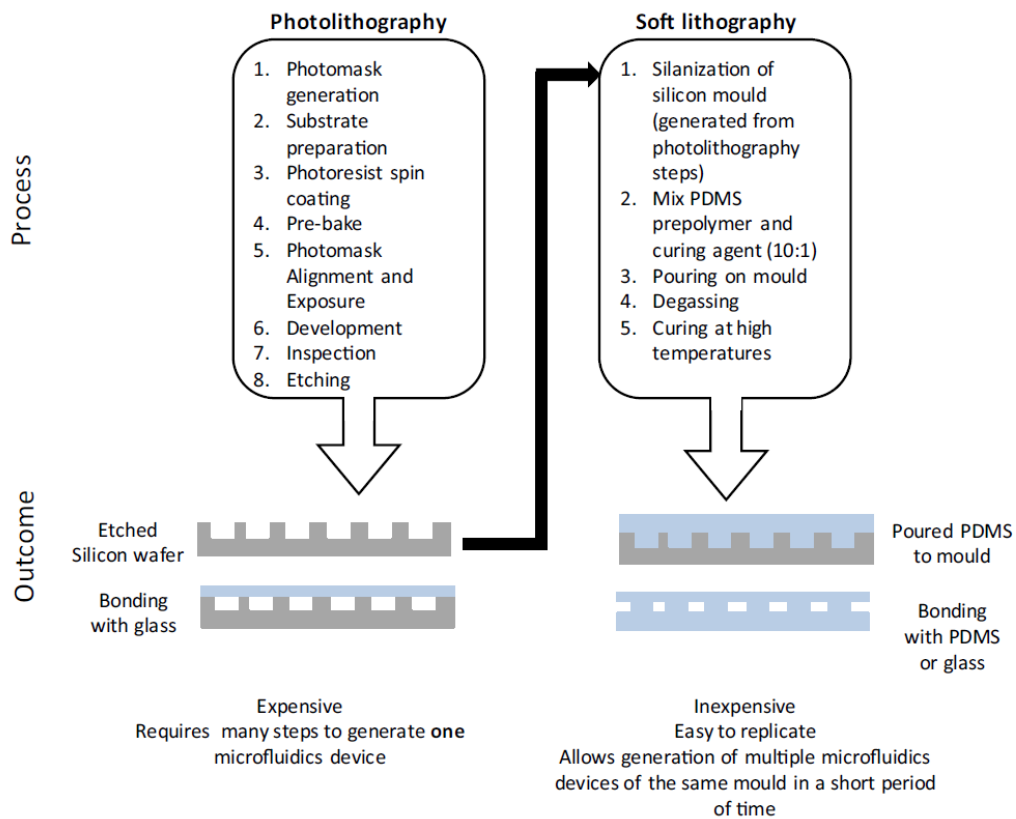 Photolithography
1. Photomask
generation
2. Substrate
preparation
3. Photoresist spin
coating
4. Pre-bake
5. Photomask
Alignment and
Exposure
6. Development
7. Inspection
8. Etching
Soft lithography
1. Silanization of
silicon mould
(generated from
photolithography
steps)
2. Mix PDMS
prepolymer and
curing agent (10:1)
3. Pouring on mould
4. Degassing
5. Curing at high
temperatures
Process
Outcome
Etched
Silicon wafer
Bonding
with glass
Poured PDMS
to mould
Bonding
with PDMS
or glass
Expensive
Requires many steps to generate one
microfluidics device
Inexpensive
Easy to replicate
Allows generation of multiple microfluidics
devices of the same mould in a short period
of time